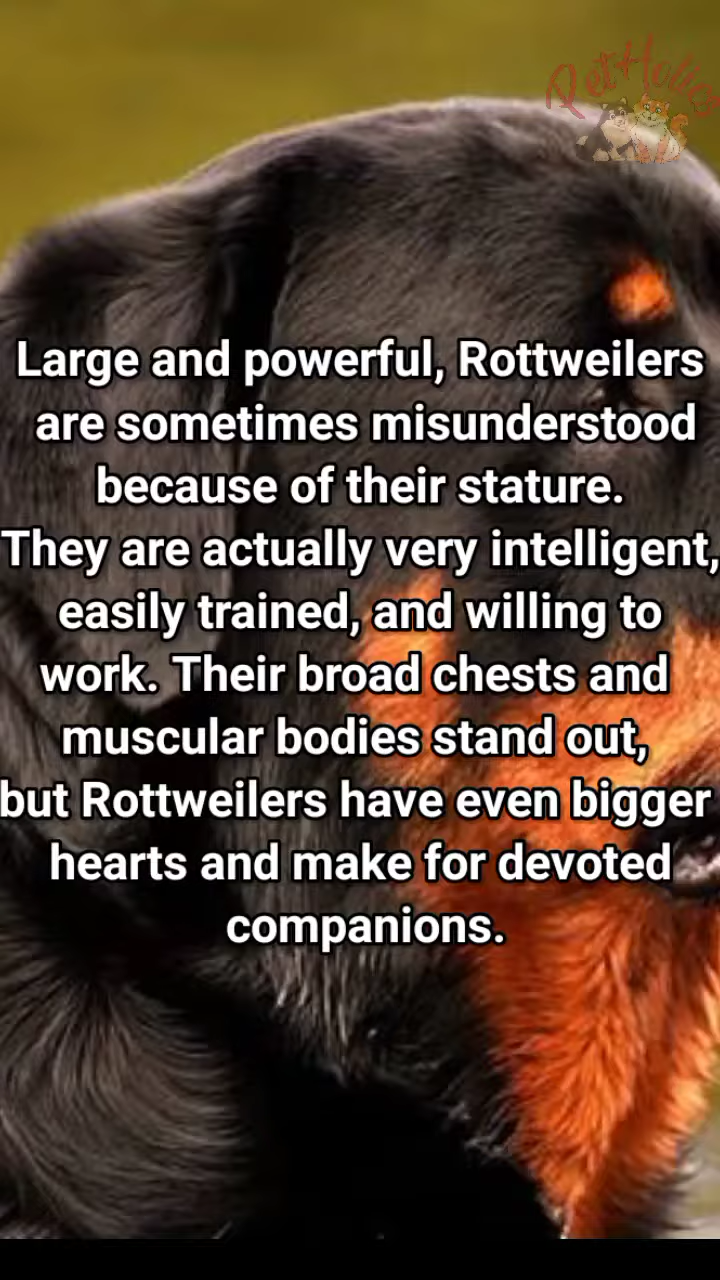 Large and powerful, Rottweilers
are sometimes misunderstood
because of their stature.
They are actually very intelligent,
easily trained, and willing to
work. Their broad chests and
muscular bodies stand out,
but Rottweilers have even bigger
hearts and make for devoted
companions.